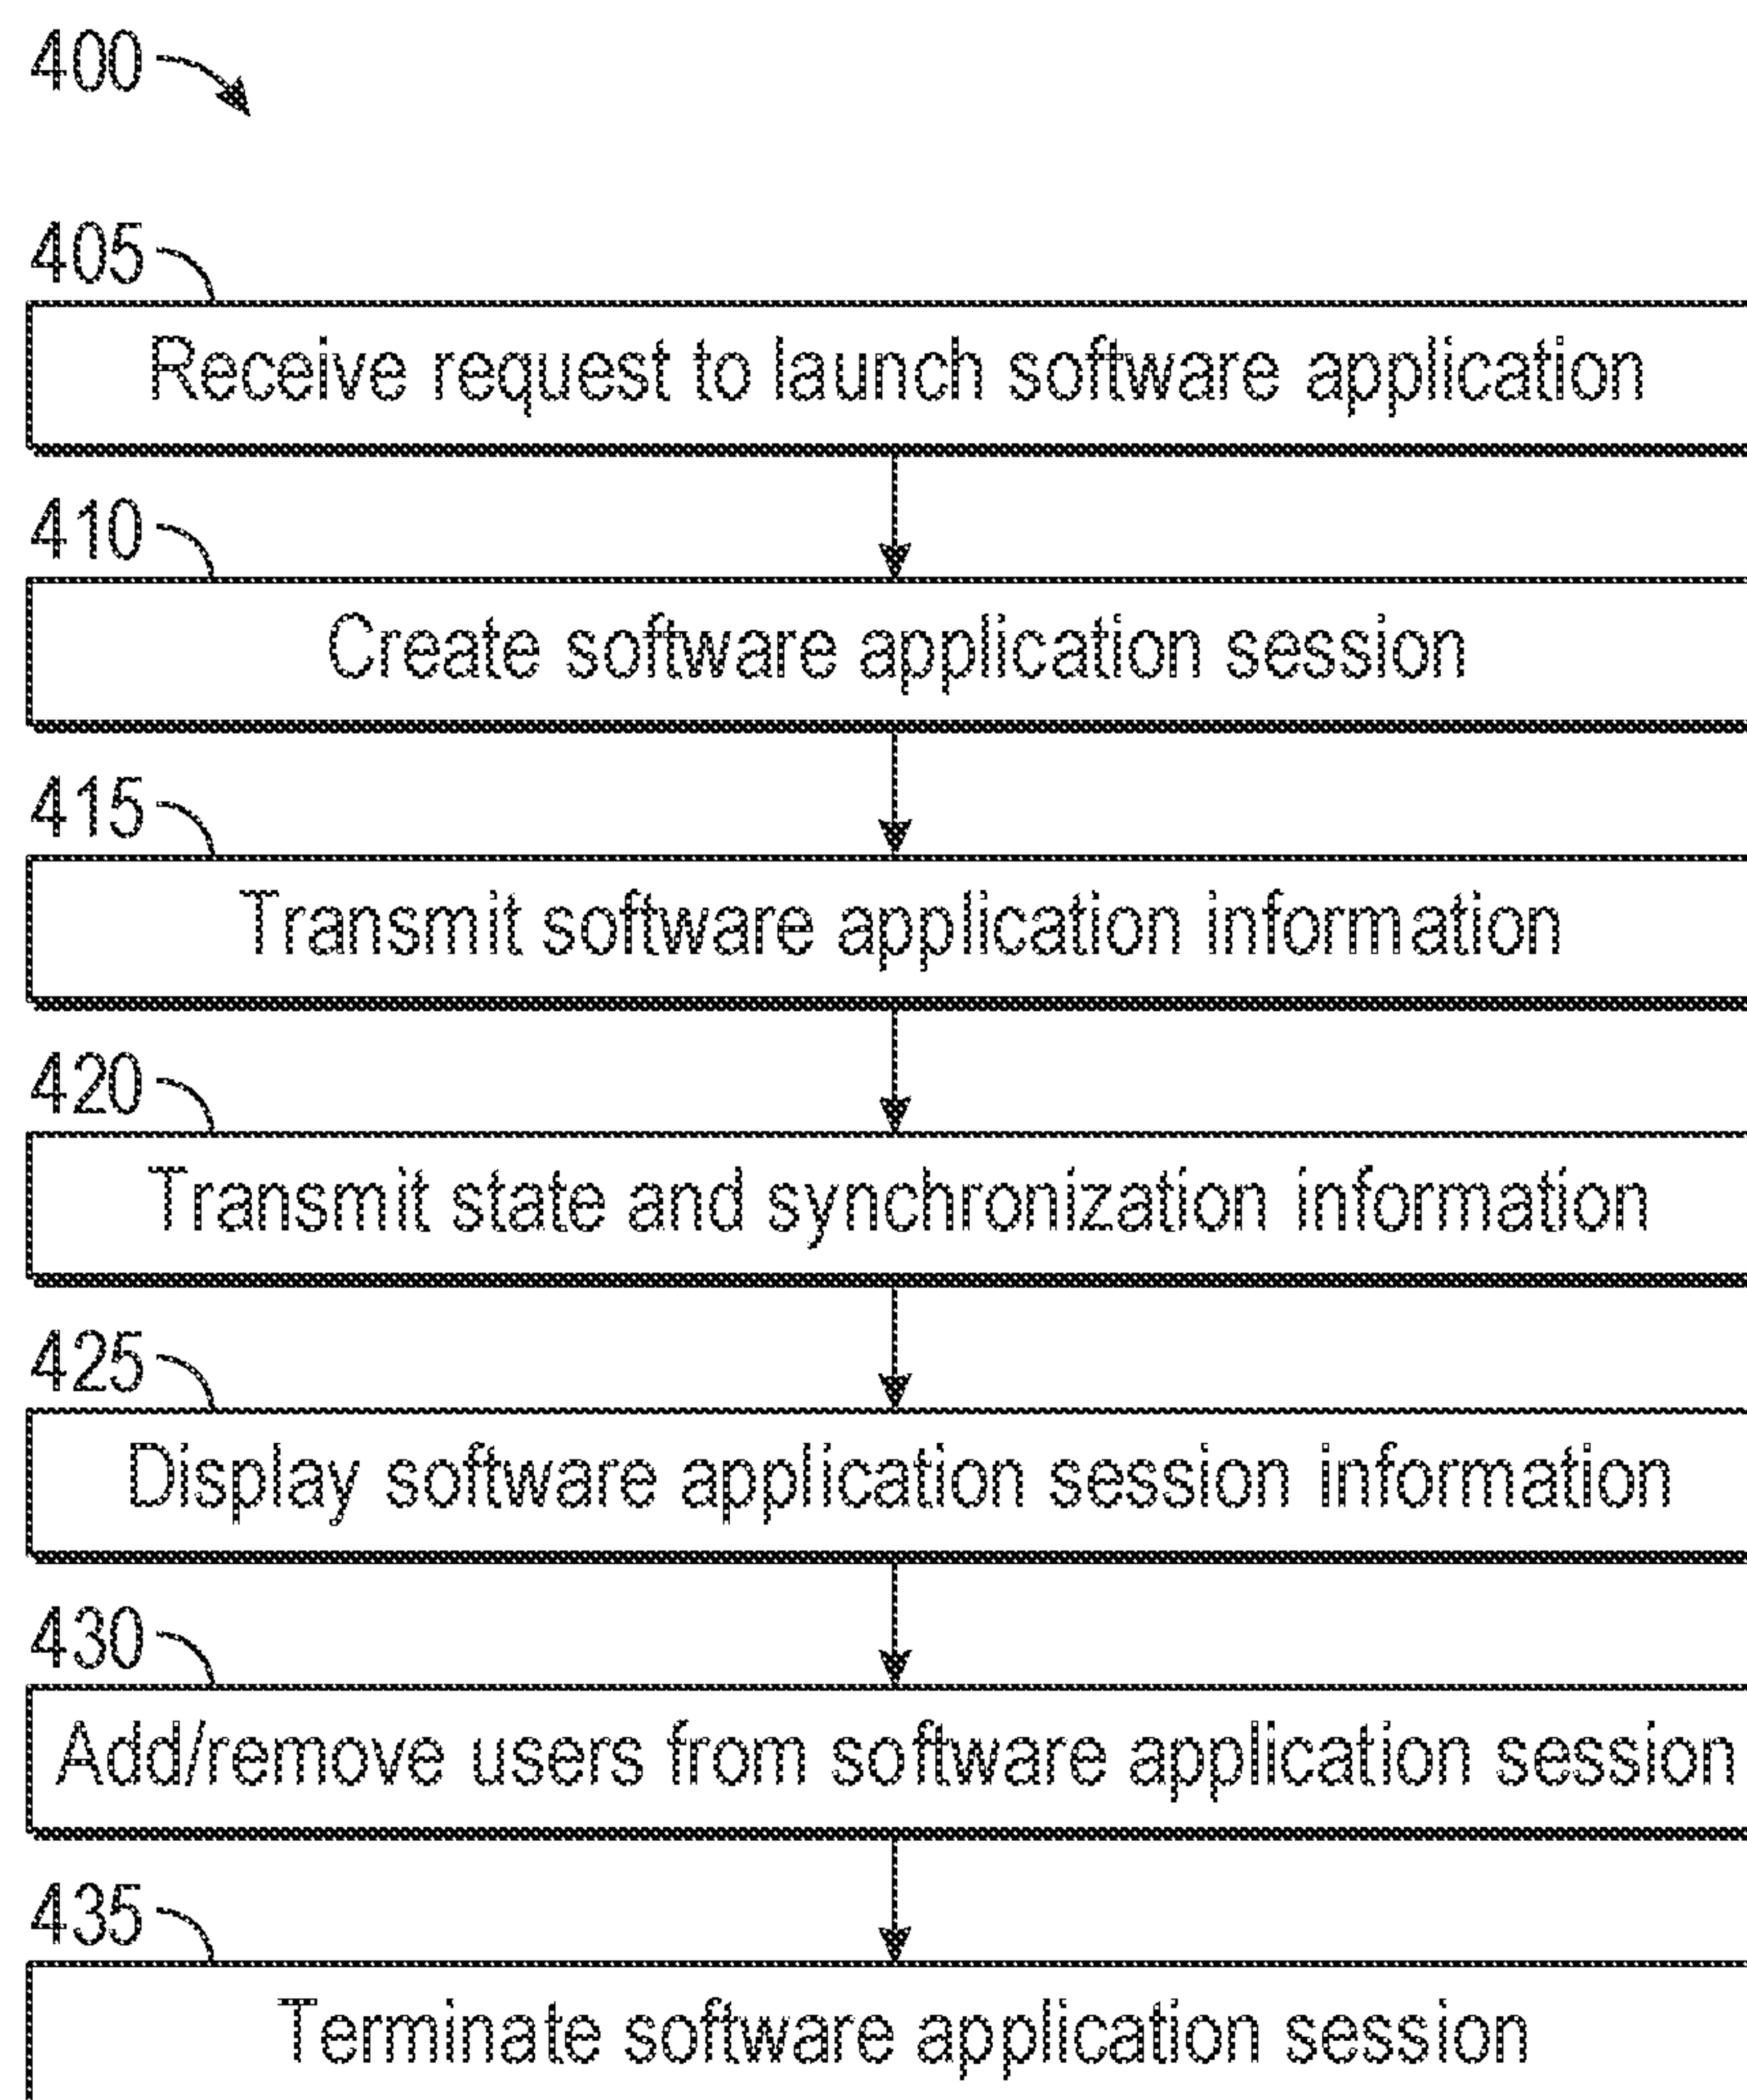 400
405
Receive request to launch software application
410
Create software application session
415
Transmit software application information
420
Transmit state and synchronization information
425
Display software application session information
430
Add/remove users from software application session
435
Terminate software application session